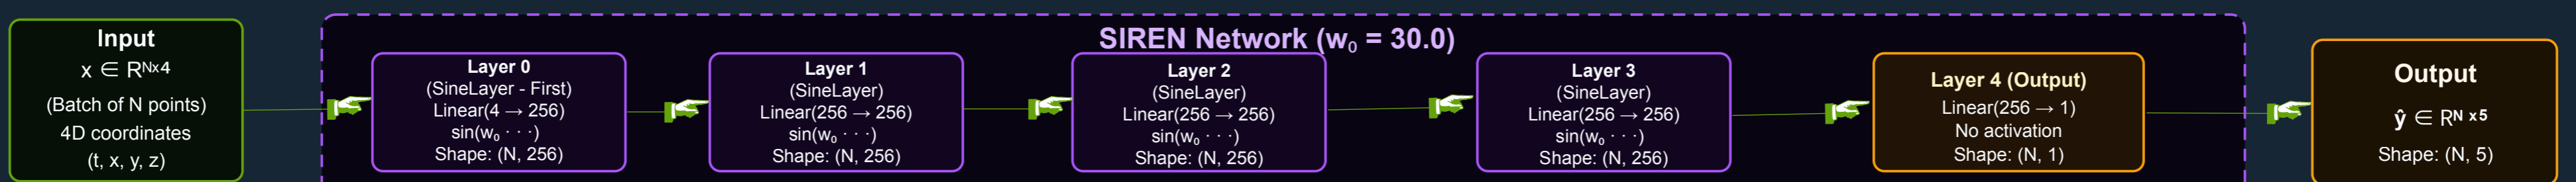 Input
x ∈ Rᴺˣ⁴
(Batch of N points)
4D coordinates
(t, x, y, z)
SIREN Network (w₀ = 30.0)
Layer 0
(SineLayer - First)
Linear(4 → 256)
sin(w₀ · · ·)
Shape: (N, 256)
Layer 1
(SineLayer)
Linear(256 → 256)
sin(w₀ · · ·)
Shape: (N, 256)
Layer 2
(SineLayer)
Linear(256 → 256)
sin(w₀ · · ·)
Shape: (N, 256)
Layer 3
(SineLayer)
Linear(256 → 256)
sin(w₀ · · ·)
Shape: (N, 256)
Layer 4 (Output)
Linear(256 → 1)
No activation
Shape: (N, 1)
Output
ŷ ∈ Rᴺ ˣ⁵
Shape: (N, 5)